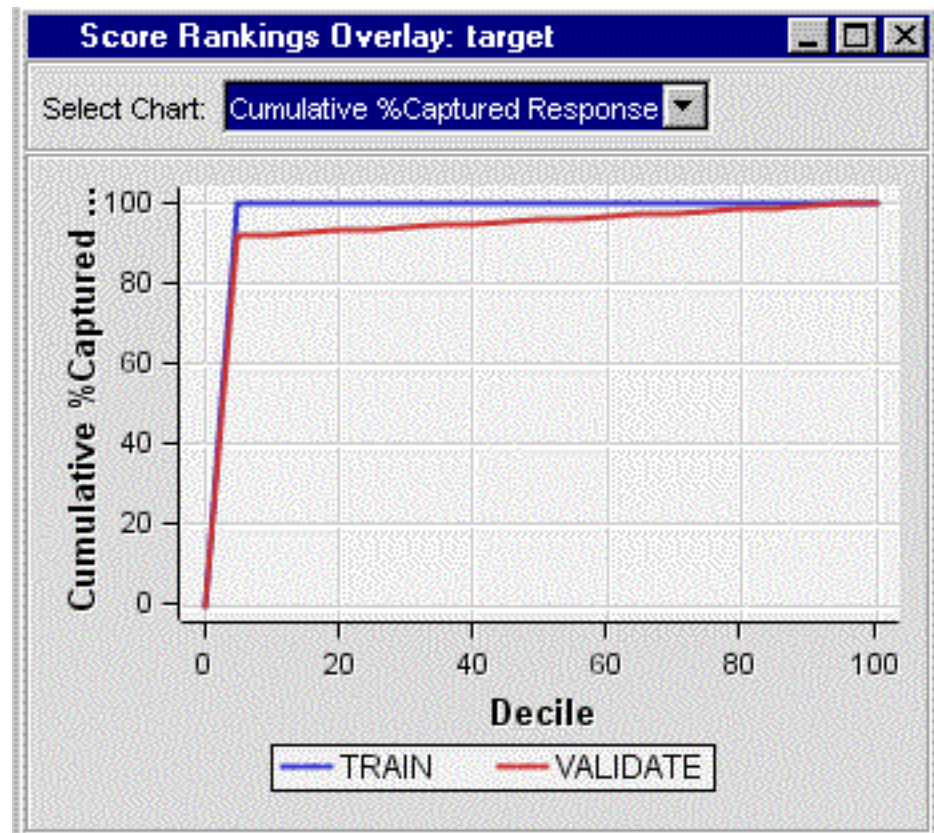 Score Rankings Overlay: target
Select Chart: Cumulative %Captured Response
Cumulative %Captured ...
100
80
60
40
20
0
0 20 40 60 80 100
Decile
TRAIN VALIDATE